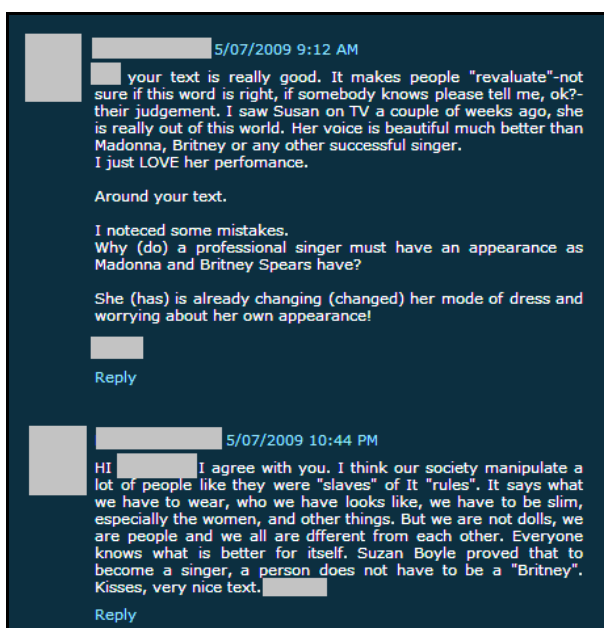 5/07/2009 9:12 AM
your text is really good. It makes people "revaluate"-not
sure if this word is right, if somebody knows please tell me, ok?-
their judgement. I saw Susan on TV a couple of weeks ago, she
is really out of this world. Her voice is beautiful much better than
Madonna, Britney or any other successful singer.
I just LOVE her perfomance.
Around your text.
I noteced some mistakes.
Why (do) a professional singer must have an appearance as
Madonna and Britney Spears have?
She (has) is already changing (changed) her mode of dress and
worrying about her own appearance!
Reply
5/07/2009 10:44 PM
HI I agree with you. I think our society manipulate a
lot of people like they were "slaves" of It "rules". It says what
we have to wear, who we have looks like, we have to be slim,
especially the women, and other things. But we are not dolls, we
are people and we all are dfferent from each other. Everyone
knows what is better for itself. Suzan Boyle proved that to
become a singer, a person does not have to be a "Britney".
Kisses, very nice text.
Reply